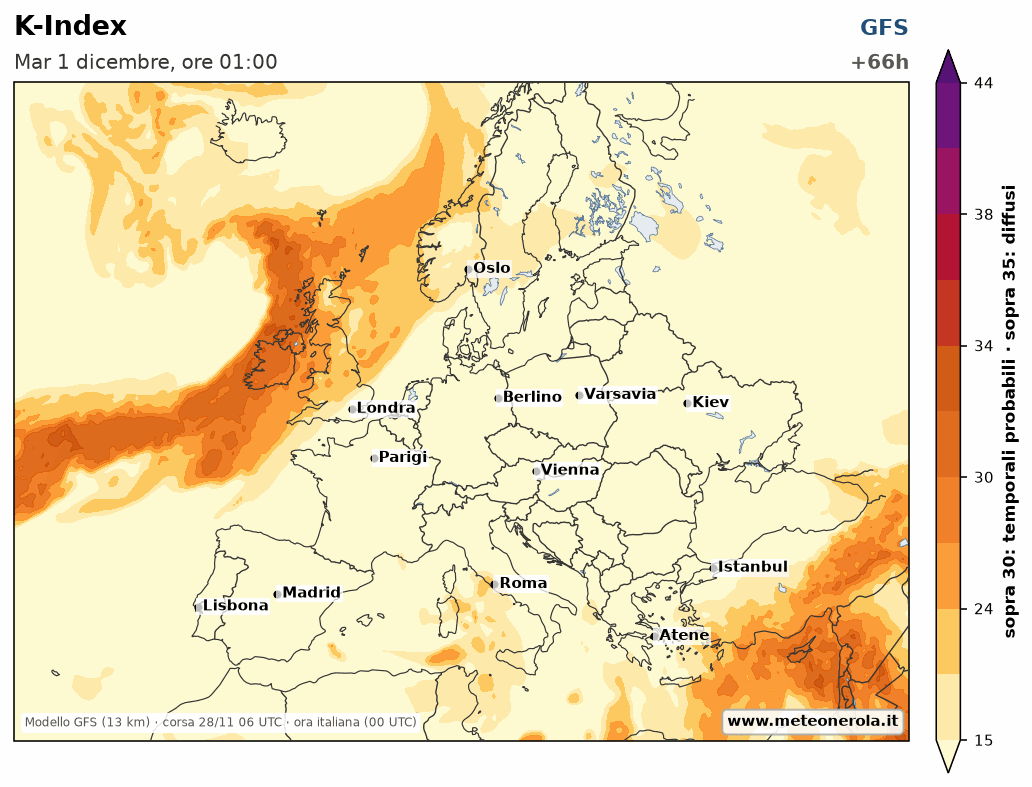 K-Index
GFS
Mar 1 dicembre, ore 01:00
+66h
44
38
34
30
24
15
sopra 30: temporali probabili · sopra 35: diffusi
Oslo
Berlino
Varsavia
Kiev
Londra
Parigi
Vienna
Istanbul
Roma
Madrid
Lisbona
Atene
Modello GFS (13 km) · corsa 28/11 06 UTC · ora italiana (00 UTC)
www.meteonerola.it